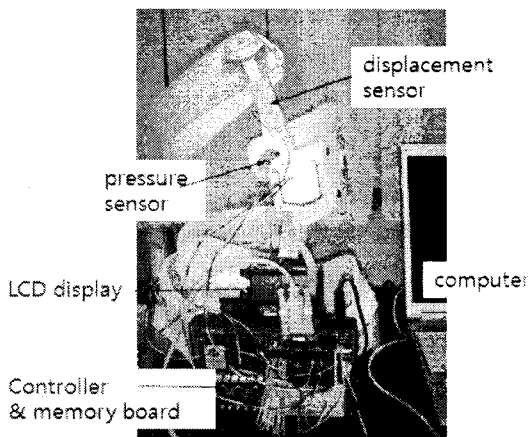 displacement
sensor
pressure
sensor
LCD display
computer
Controller
& memory board